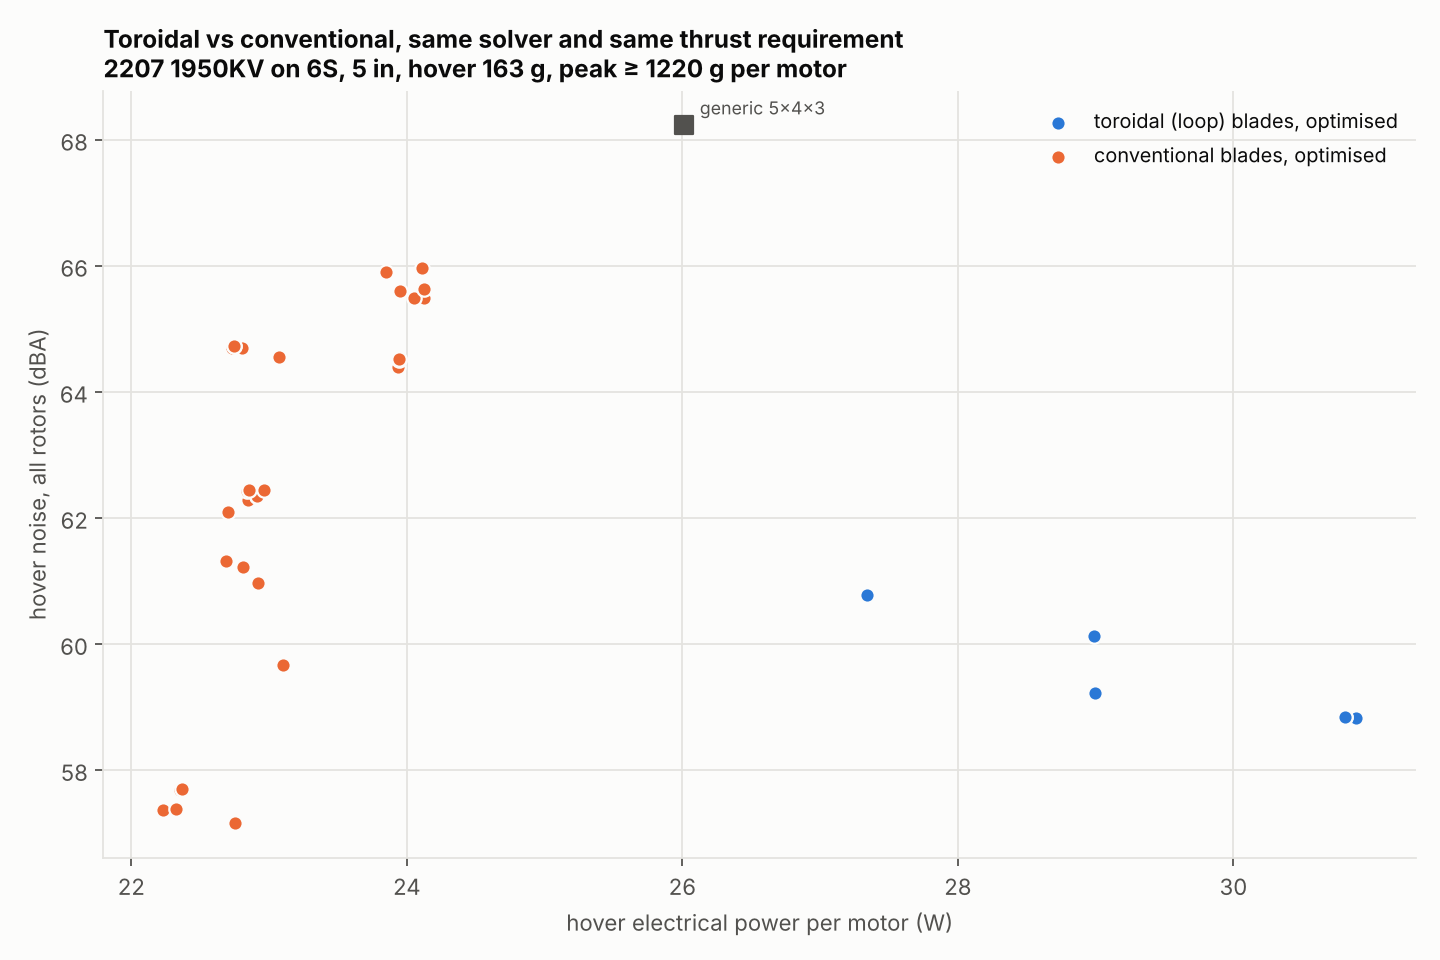 Toroidal vs conventional, same solver and same thrust requirement
2207 1950KV on 6S, 5 in, hover 163 g, peak ≥ 1220 g per motor
generic 5×4×3
toroidal (loop) blades, optimised
conventional blades, optimised
hover noise, all rotors (dBA)
68
66
64
62
60
58
22
24
26
28
30
hover electrical power per motor (W)